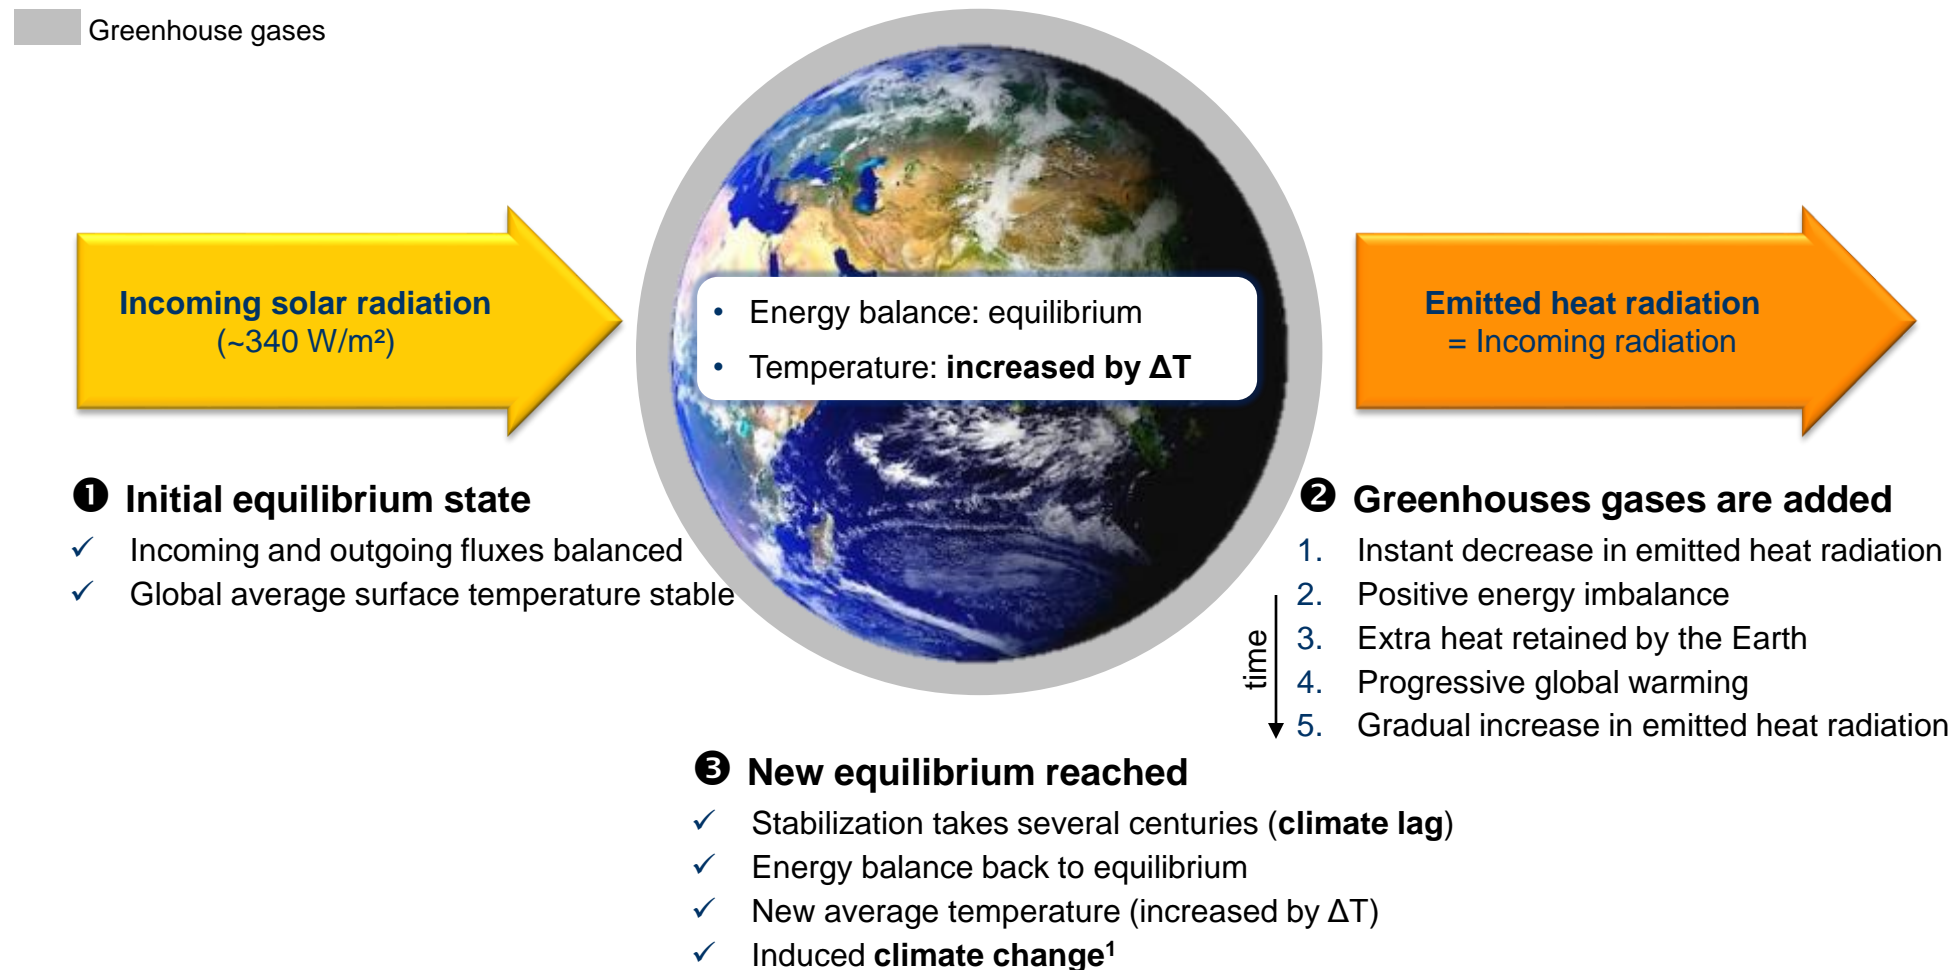 Greenhouse gases
Incoming solar radiation
(~340 W/m²)
• Energy balance: equilibrium
• Temperature: increased by ΔT
Emitted heat radiation
= Incoming radiation
❶ Initial equilibrium state
✓ Incoming and outgoing fluxes balanced
✓ Global average surface temperature stable
❷ Greenhouses gases are added
1. Instant decrease in emitted heat radiation
2. Positive energy imbalance
3. Extra heat retained by the Earth
4. Progressive global warming
5. Gradual increase in emitted heat radiation
time
❸ New equilibrium reached
✓ Stabilization takes several centuries (climate lag)
✓ Energy balance back to equilibrium
✓ New average temperature (increased by ΔT)
✓ Induced climate change¹